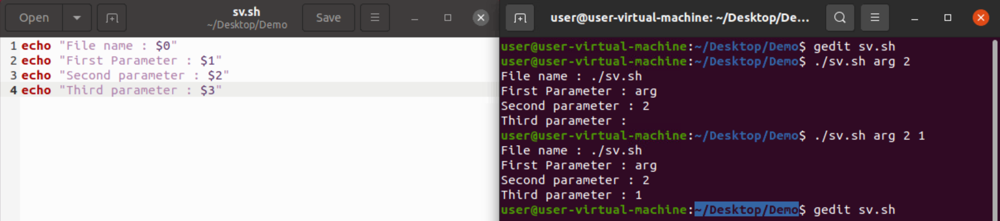 Open
sv.sh
~/Desktop/Demo
Save
1 echo "File name : $0"
2 echo "First Parameter : $1"
3 echo "Second parameter : $2"
4 echo "Third parameter : $3"
user@user-virtual-machine: ~/Desktop/De...
user@user-virtual-machine:~/Desktop/Demo$ gedit sv.sh
user@user-virtual-machine:~/Desktop/Demo$ ./sv.sh arg 2
File name : ./sv.sh
First Parameter : arg
Second parameter : 2
Third parameter :
user@user-virtual-machine:~/Desktop/Demo$ ./sv.sh arg 2 1
File name : ./sv.sh
First Parameter : arg
Second parameter : 2
Third parameter : 1
user@user-virtual-machine:~/Desktop/Demo$ gedit sv.sh